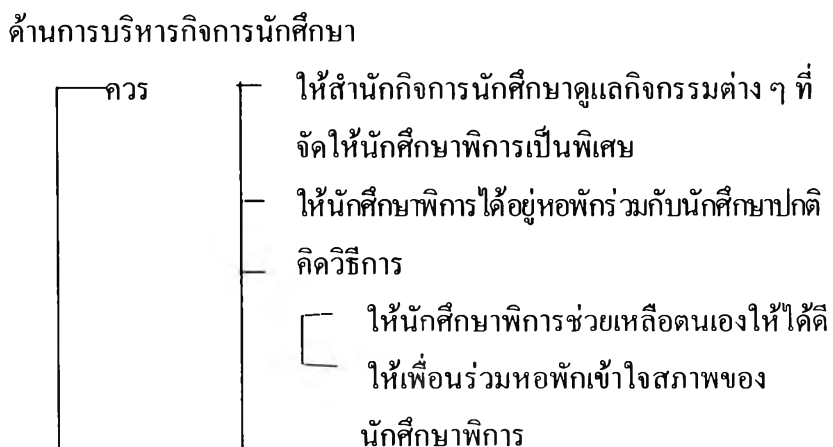 ด้านการบริหารกิจการนักศึกษา
ควร ให้สำนักกิจการนักศึกษาดูแลกิจกรรมต่าง ๆ ที่
จัดให้นักศึกษาพิการเป็นพิเศษ
ให้นักศึกษาพิการได้อยู่หอพักร่วมกับนักศึกษาปกติ
คิดวิธีการ
ให้นักศึกษาพิการช่วยเหลือตนเองให้ได้ดี
ให้เพื่อนร่วมหอพักเข้าใจสภาพของ
นักศึกษาพิการ